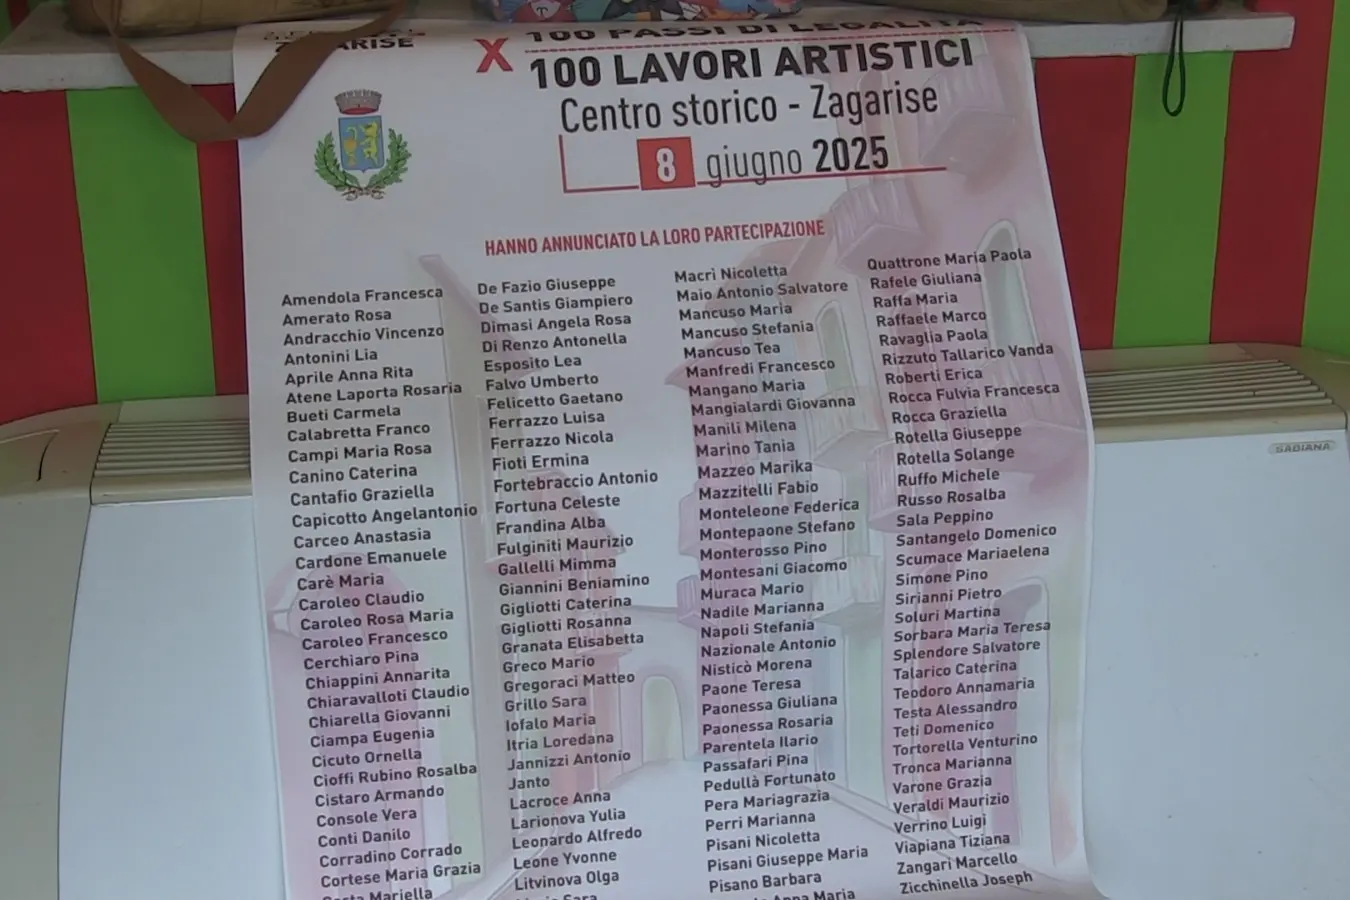 ZAGARISE
100 PASSI DI LEGALITÀ
X 100 LAVORI ARTISTICI
Centro storico - Zagarise
8 giugno 2025
HANNO ANNUNCIATO LA LORO PARTECIPAZIONE
Amendola Francesca
Amerato Rosa
Andracchio Vincenzo
Antonini Lia
Aprile Anna Rita
Atene Laporta Rosaria
Bueti Carmela
Calabretta Franco
Campi Maria Rosa
Canino Caterina
Cantafio Graziella
Capicotto Angelantonio
Carceo Anastasia
Cardone Emanuele
Carè Maria
Caroleo Claudio
Caroleo Rosa Maria
Caroleo Francesco
Cerchiaro Pina
Chiappini Annarita
Chiaravalloti Claudio
Chiarella Giovanni
Ciampa Eugenia
Cicuto Ornella
Cioffi Rubino Rosalba
Cistaro Armando
Console Vera
Conti Danilo
Corradino Corrado
Cortese Maria Grazia
Mariella
De Fazio Giuseppe
De Santis Giampiero
Dimasi Angela Rosa
Di Renzo Antonella
Esposito Lea
Falvo Umberto
Felicetto Gaetano
Ferrazzo Luisa
Ferrazzo Nicola
Fioti Ermina
Fortebraccio Antonio
Fortuna Celeste
Frandina Alba
Fulginiti Maurizio
Gallelli Mimma
Giannini Beniamino
Gigliotti Caterina
Gigliotti Rosanna
Granata Elisabetta
Greco Mario
Gregoraci Matteo
Grillo Sara
Iofalo Maria
Itria Loredana
Jannizzi Antonio
Janto
Lacroce Anna
Larionova Yulia
Leonardo Alfredo
Leone Yvonne
Litvinova Olga
Sara
Macrì Nicoletta
Maio Antonio Salvatore
Mancuso Maria
Mancuso Stefania
Mancuso Tea
Manfredi Francesco
Mangano Maria
Mangialardi Giovanna
Manili Milena
Marino Tania
Mazzeo Marika
Mazzitelli Fabio
Monteleone Federica
Montepaone Stefano
Monterosso Pino
Montesani Giacomo
Muraca Mario
Nadile Marianna
Napoli Stefania
Nazionale Antonio
Nisticò Morena
Paone Teresa
Paonessa Giuliana
Paonessa Rosaria
Parentela Ilario
Passafari Pina
Pedullà Fortunato
Pera Mariagrazia
Perri Marianna
Pisani Nicoletta
Pisani Giuseppe Maria
Pisano Barbara
Anna Maria
Quattrone Maria Paola
Rafele Giuliana
Raffa Maria
Raffaele Marco
Ravaglia Paola
Rizzuto Tallarico Vanda
Roberti Erica
Rocca Fulvia Francesca
Rocca Graziella
Rotella Giuseppe
Rotella Solange
Ruffo Michele
Russo Rosalba
Sala Peppino
Santangelo Domenico
Scumace Mariaelena
Simone Pino
Sirianni Pietro
Soluri Martina
Sorbara Maria Teresa
Splendore Salvatore
Talarico Caterina
Teodoro Annamaria
Testa Alessandro
Teti Domenico
Tortorella Venturino
Tronca Marianna
Varone Grazia
Veraldi Maurizio
Verrino Luigi
Viapiana Tiziana
Zangari Marcello
Zicchinella Joseph
SABIANA